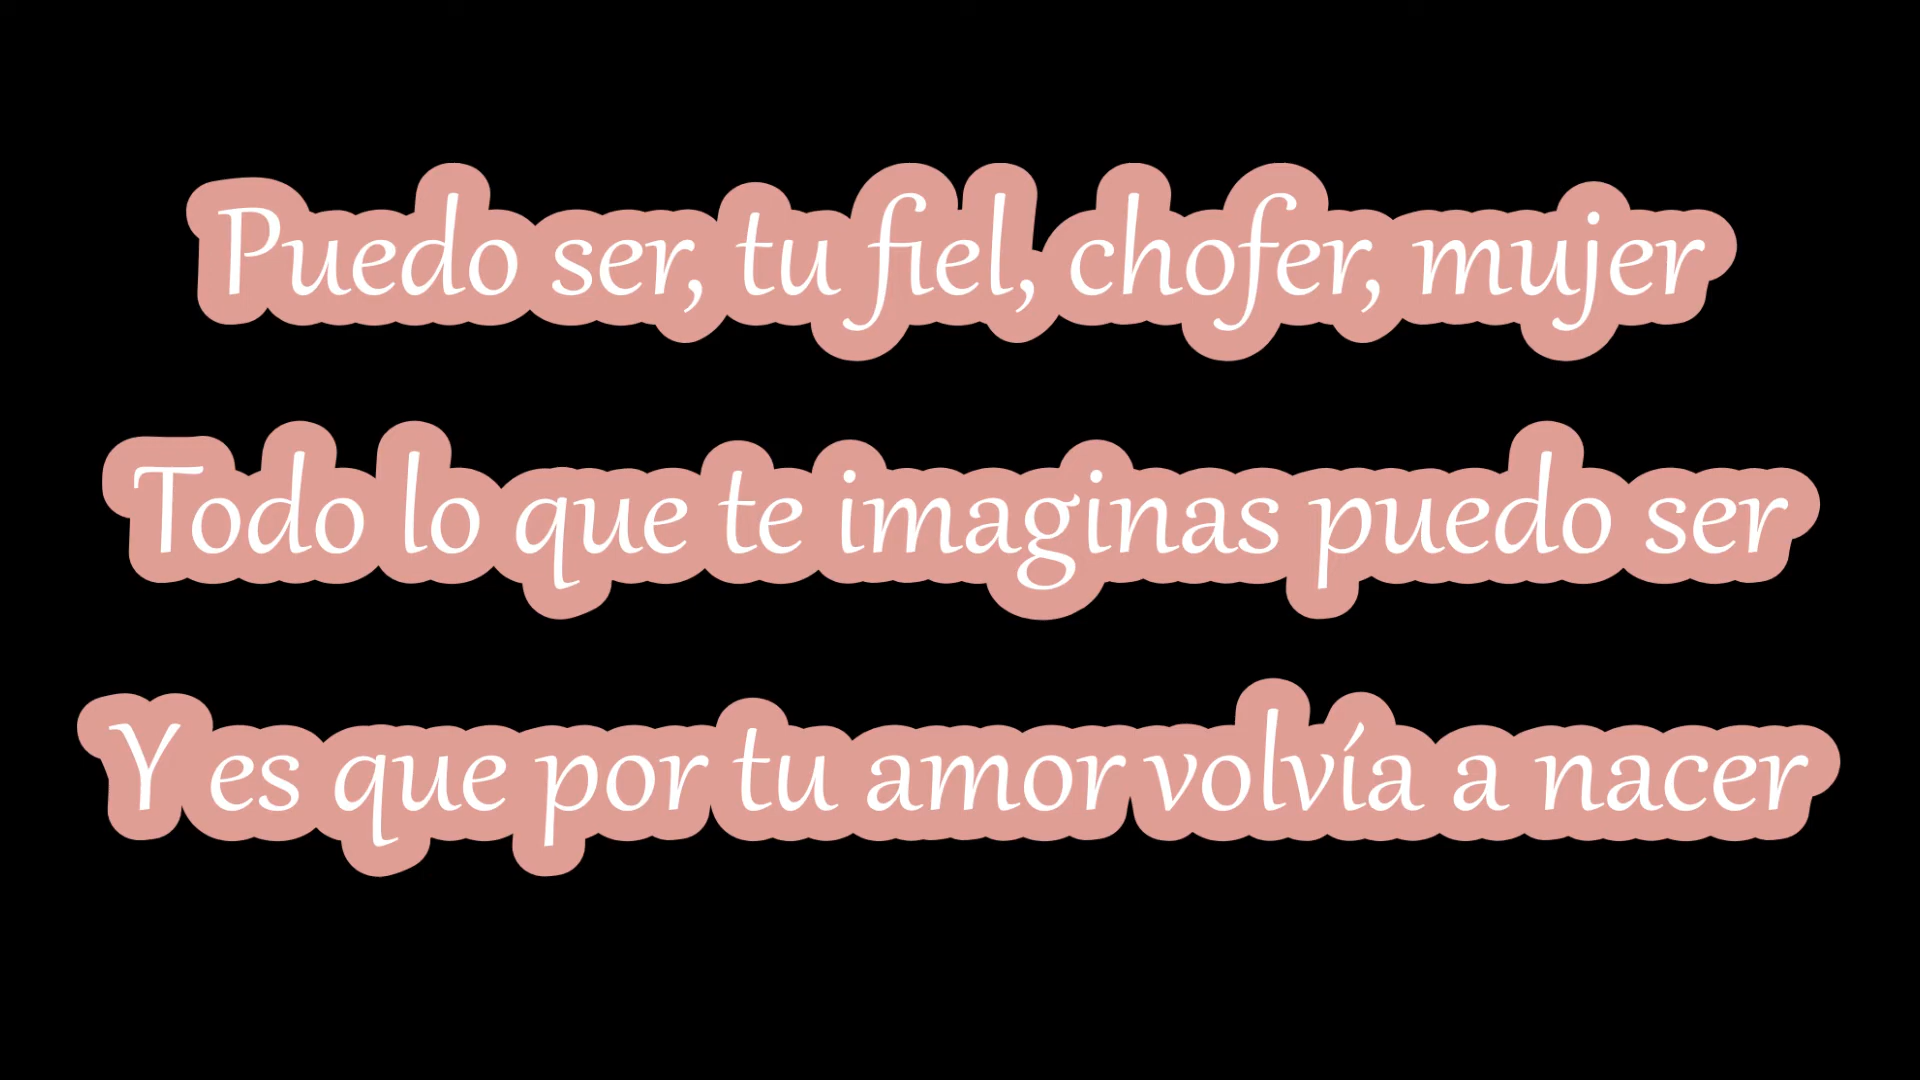 Puedo ser, tu fiel, chofer, mujer
Todo lo que te imaginas puedo ser
Y es que por tu amor volvía a nacer